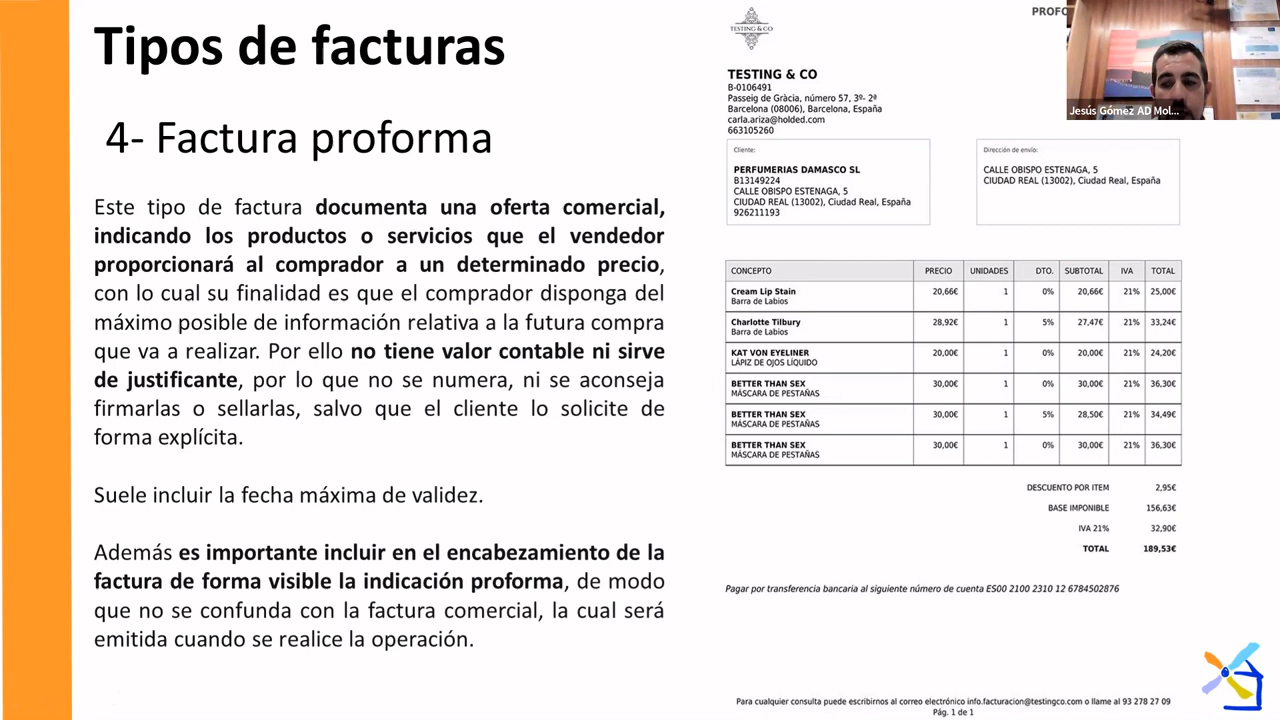 Tipos de facturas
4- Factura proforma
Este tipo de factura documenta una oferta comercial,
indicando los productos o servicios que el vendedor
proporcionará al comprador a un determinado precio,
con lo cual su finalidad es que el comprador disponga del
máximo posible de información relativa a la futura compra
que va a realizar. Por ello no tiene valor contable ni sirve
de justificante, por lo que no se numera, ni se aconseja
firmarlas o sellarlas, salvo que el cliente lo solicite de
forma explícita.
Suele incluir la fecha máxima de validez.
Además es importante incluir en el encabezamiento de la
factura de forma visible la indicación proforma, de modo
que no se confunda con la factura comercial, la cual será
emitida cuando se realice la operación.
TESTING & CO
PROFO
Jesús Gómez AD Mol...
TESTING & CO
B-0106491
Passeig de Gràcia, número 57, 3º- 2ª
Barcelona (08006), Barcelona, España
carla.ariza@holded.com
663105260
Cliente:
PERFUMERIAS DAMASCO SL
B13149224
CALLE OBISPO ESTENAGA, 5
CIUDAD REAL (13002), Ciudad Real, España
926211193
Dirección de envío:
CALLE OBISPO ESTENAGA, 5
CIUDAD REAL (13002), Ciudad Real, España
CONCEPTO PRECIO UNIDADES DTO. SUBTOTAL IVA TOTAL
Cream Lip Stain 20,66€ 1 0% 20,66€ 21% 25,00€
Barra de Labios
Charlotte Tilbury 28,92€ 1 5% 27,47€ 21% 33,24€
Barra de Labios
KAT VON EYELINER 20,00€ 1 0% 20,00€ 21% 24,20€
LÁPIZ DE OJOS LÍQUIDO
BETTER THAN SEX 30,00€ 1 0% 30,00€ 21% 36,30€
MÁSCARA DE PESTAÑAS
BETTER THAN SEX 30,00€ 1 5% 28,50€ 21% 34,49€
MÁSCARA DE PESTAÑAS
BETTER THAN SEX 30,00€ 1 0% 30,00€ 21% 36,30€
MÁSCARA DE PESTAÑAS
DESCUENTO POR ITEM 2,95€
BASE IMPONIBLE 156,63€
IVA 21% 32,90€
TOTAL 189,53€
Pagar por transferencia bancaria al siguiente número de cuenta ES00 2100 2310 12 6784502876
Para cualquier consulta puede escribirnos al correo electrónico info.facturacion@testingco.com o llame al 93 278 27 09
Pág. 1 de 1